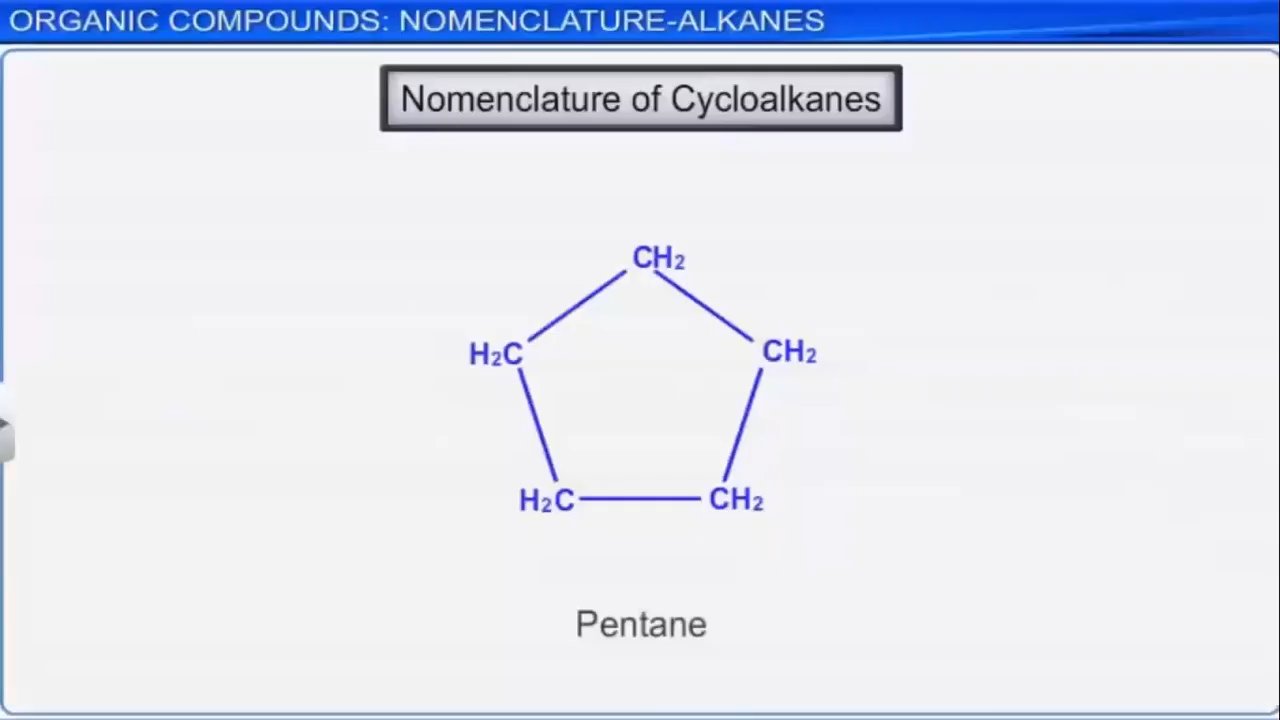 ORGANIC COMPOUNDS: NOMENCLATURE-ALKANES
Nomenclature of Cycloalkanes
CH₂
H₂C
CH₂
H₂C
CH₂
Pentane